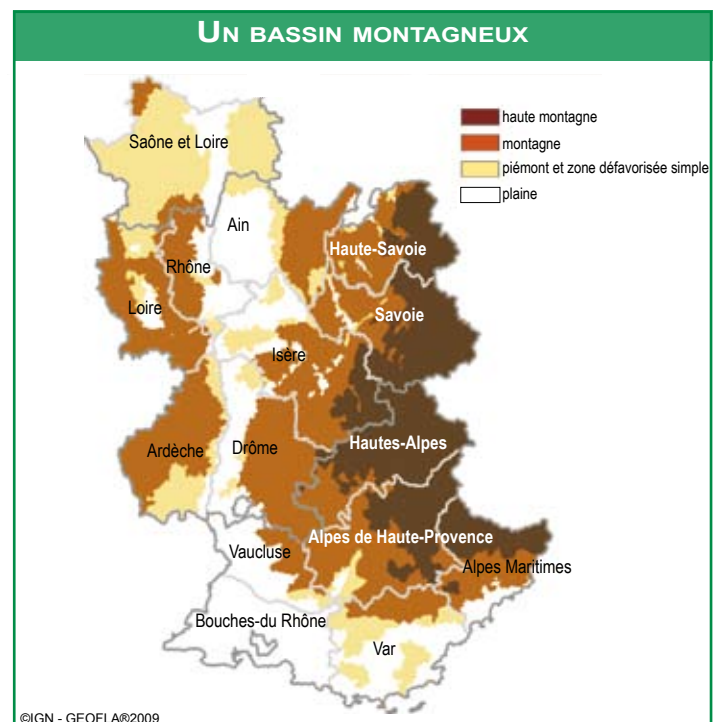 UN BASSIN MONTAGNEUX
haute montagne
montagne
piémont et zone défavorisée simple
plaine
Saône et Loire
Ain
Haute-Savoie
Rhône
Loire
Savoie
Isère
Hautes-Alpes
Ardèche
Drôme
Alpes de Haute-Provence
Vaucluse
Alpes Maritimes
Bouches-du Rhône
Var
©IGN - GEOFLA®2009